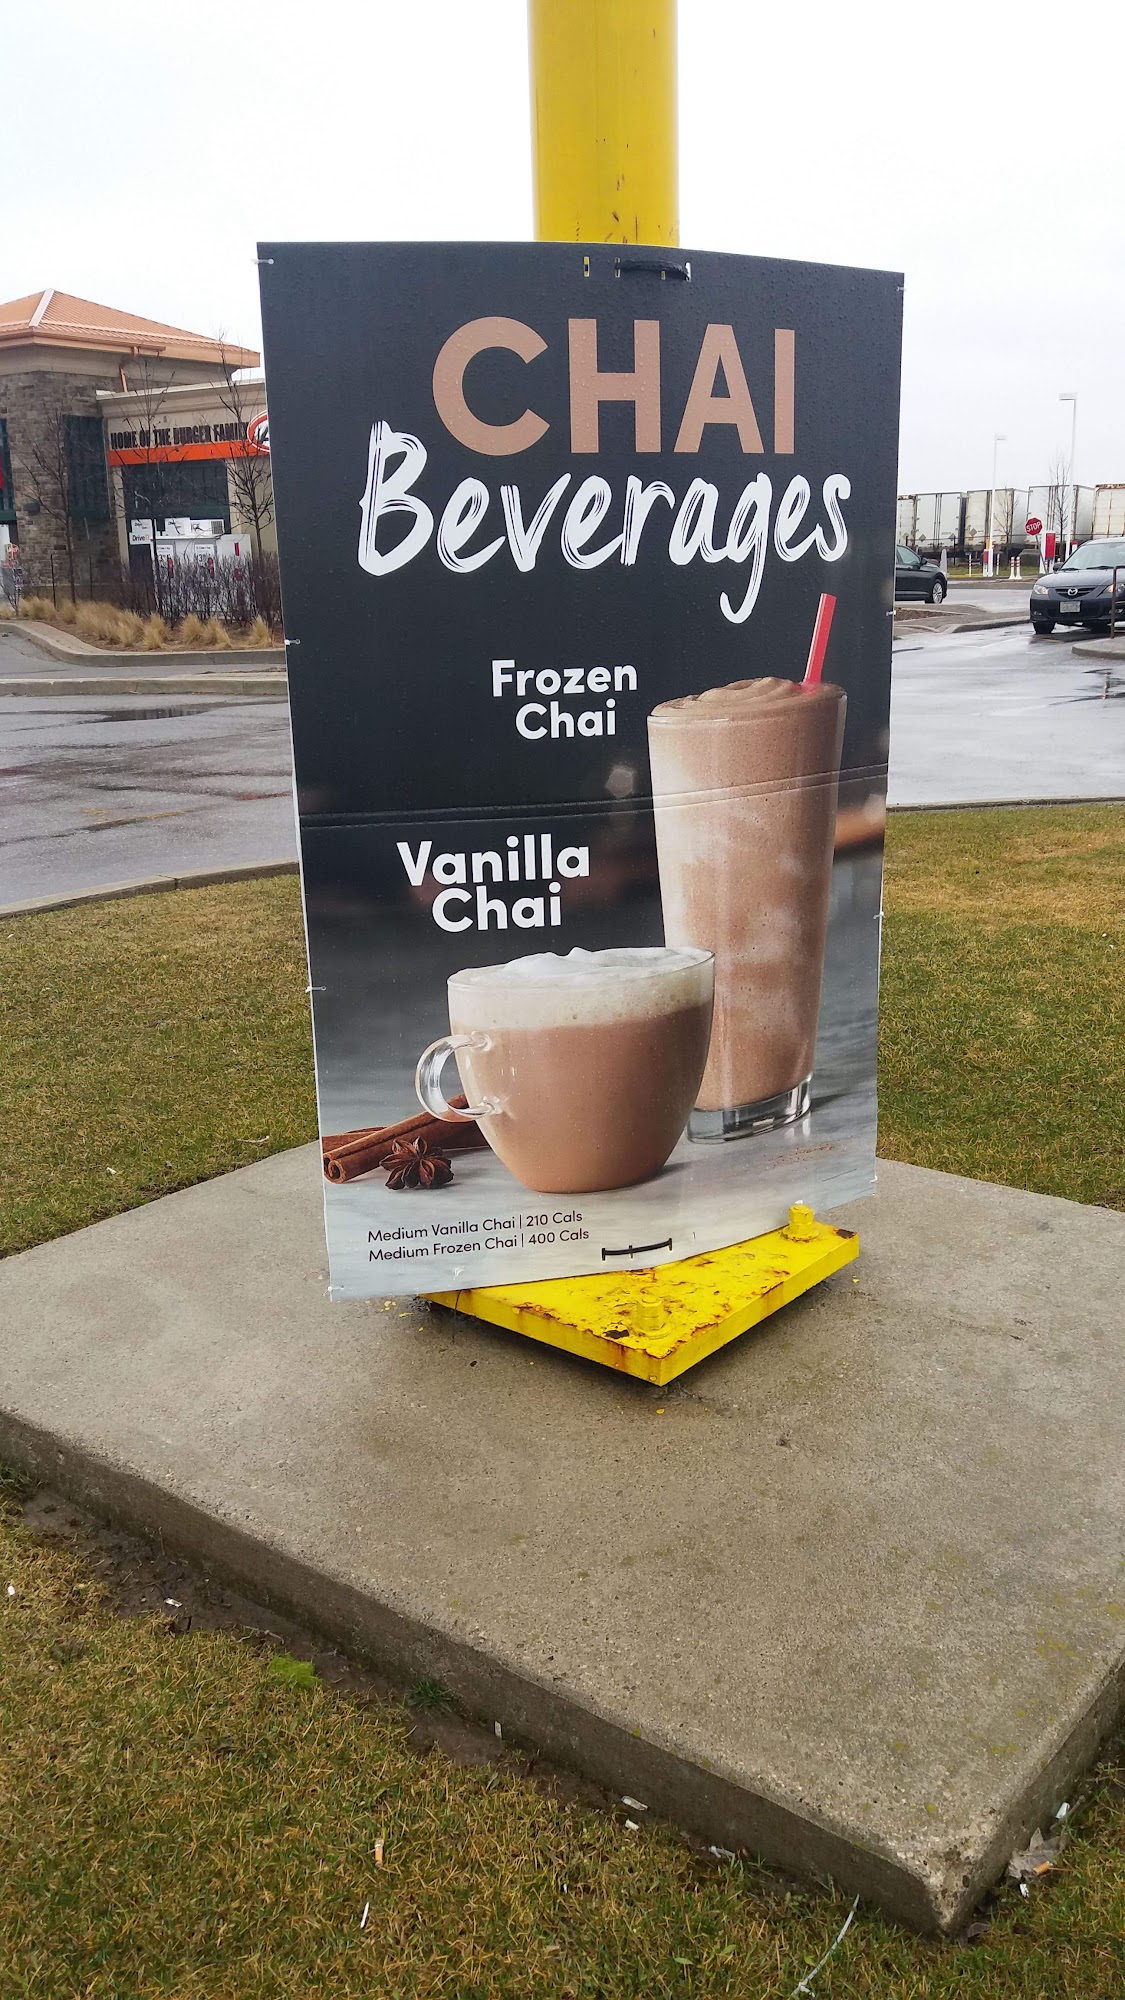 CHAI
Beverages
Frozen
Chai
Vanilla
Chai
Medium Vanilla Chai | 210 Cals
Medium Frozen Chai | 400 Cals
HOME OF THE BURGER FAMILY
Drive
STOP